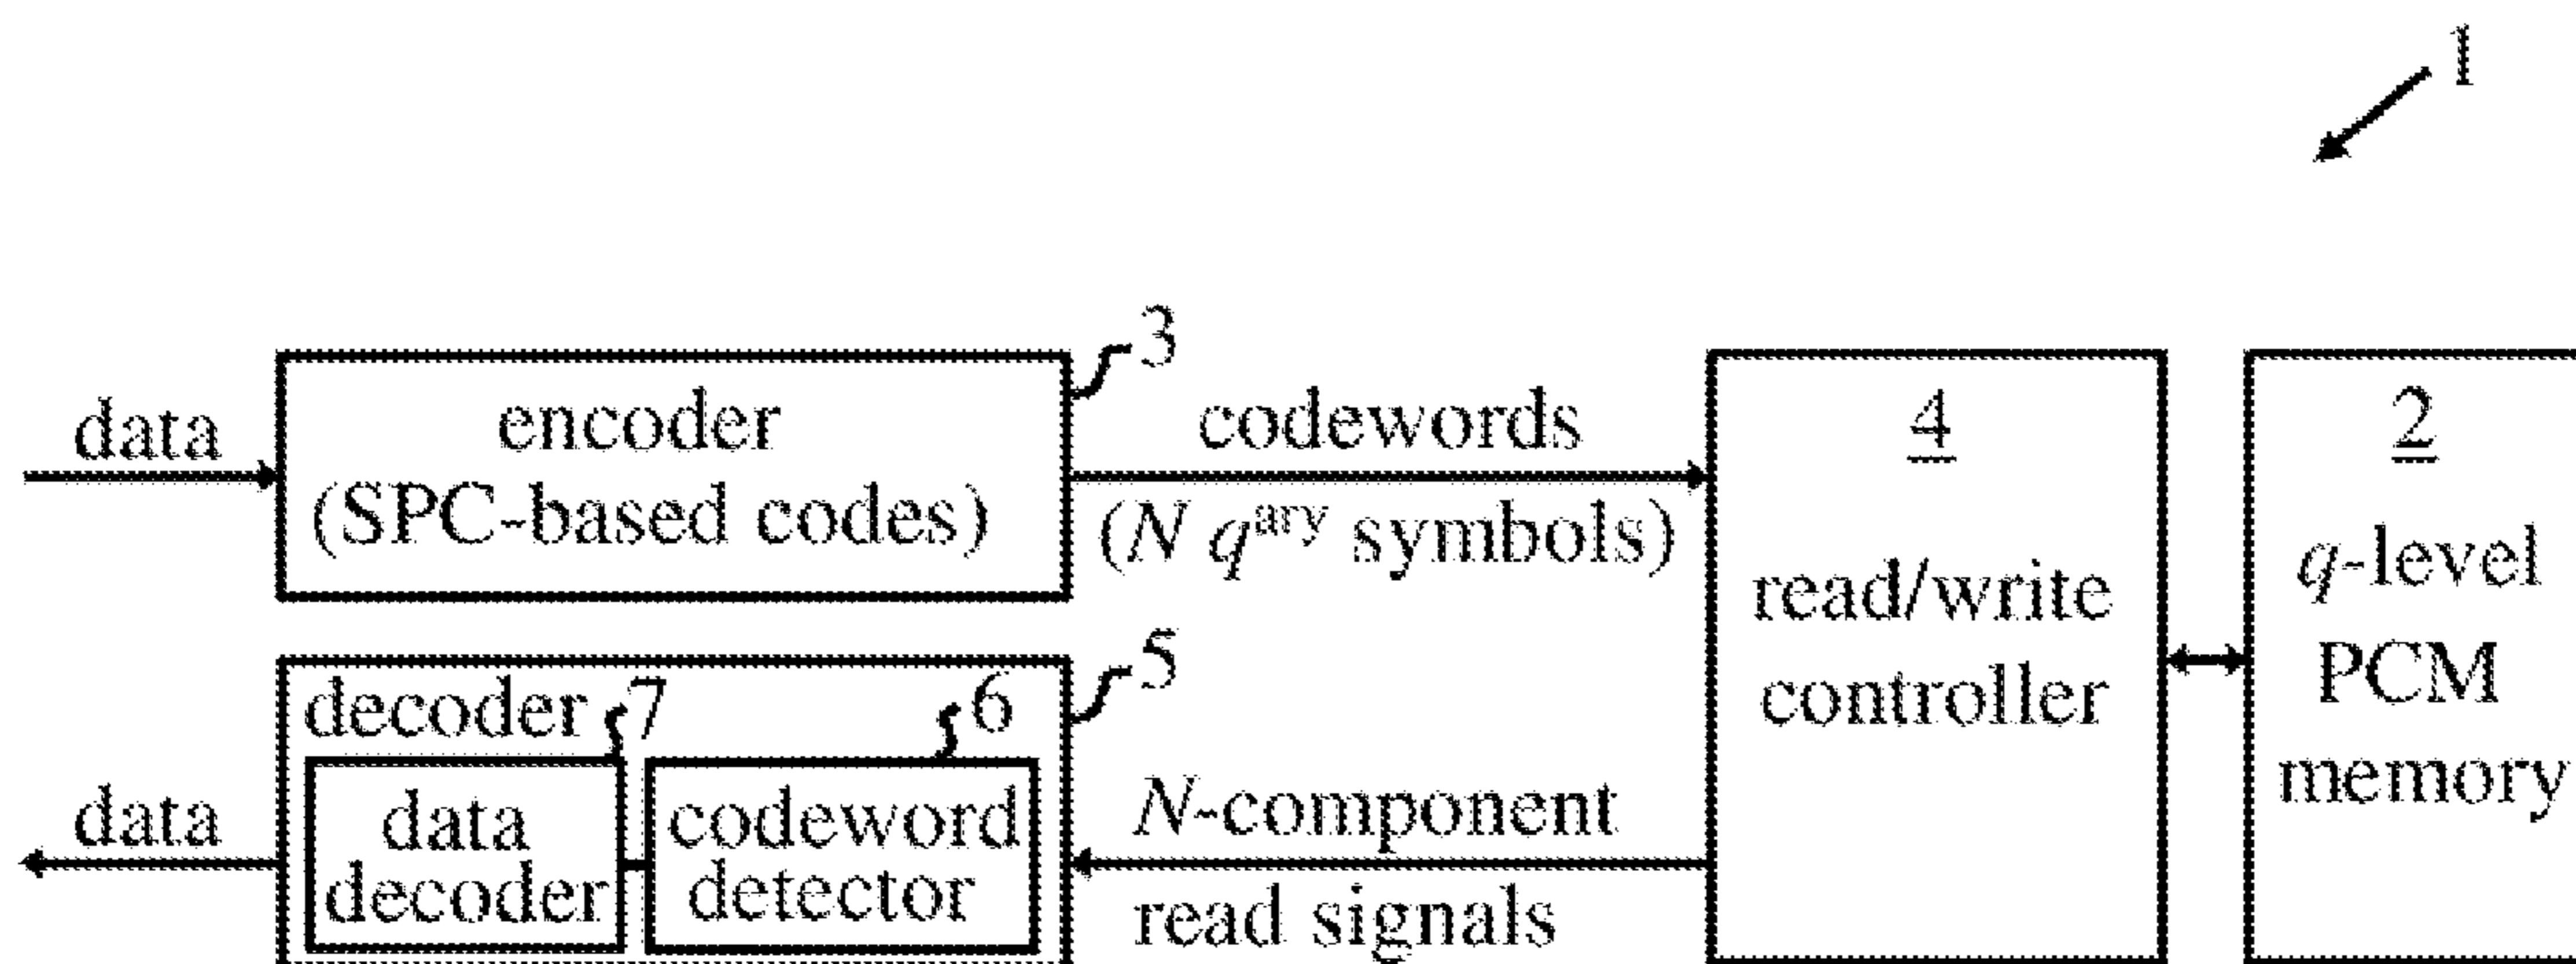 1
3
data
encoder
(SPC-based codes)
codewords
(N q^ary symbols)
4
read/write
controller
2
q-level
PCM
memory
5
decoder
7
6
data
data
decoder
codeword
detector
N-component
read signals